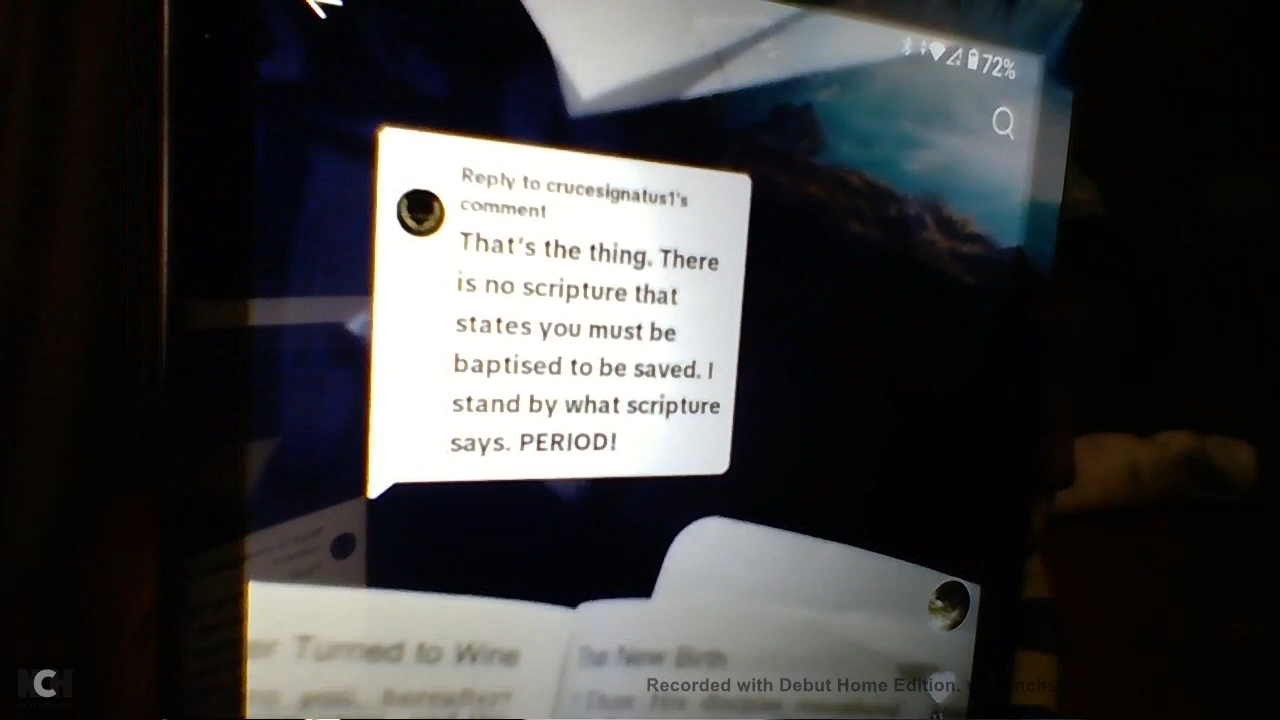 72%
Reply to crucesignatus1's
comment
That's the thing. There
is no scripture that
states you must be
baptised to be saved. I
stand by what scripture
says. PERIOD!
Turned to Wine
The New Birth
Recorded with Debut Home Edition.
NCH